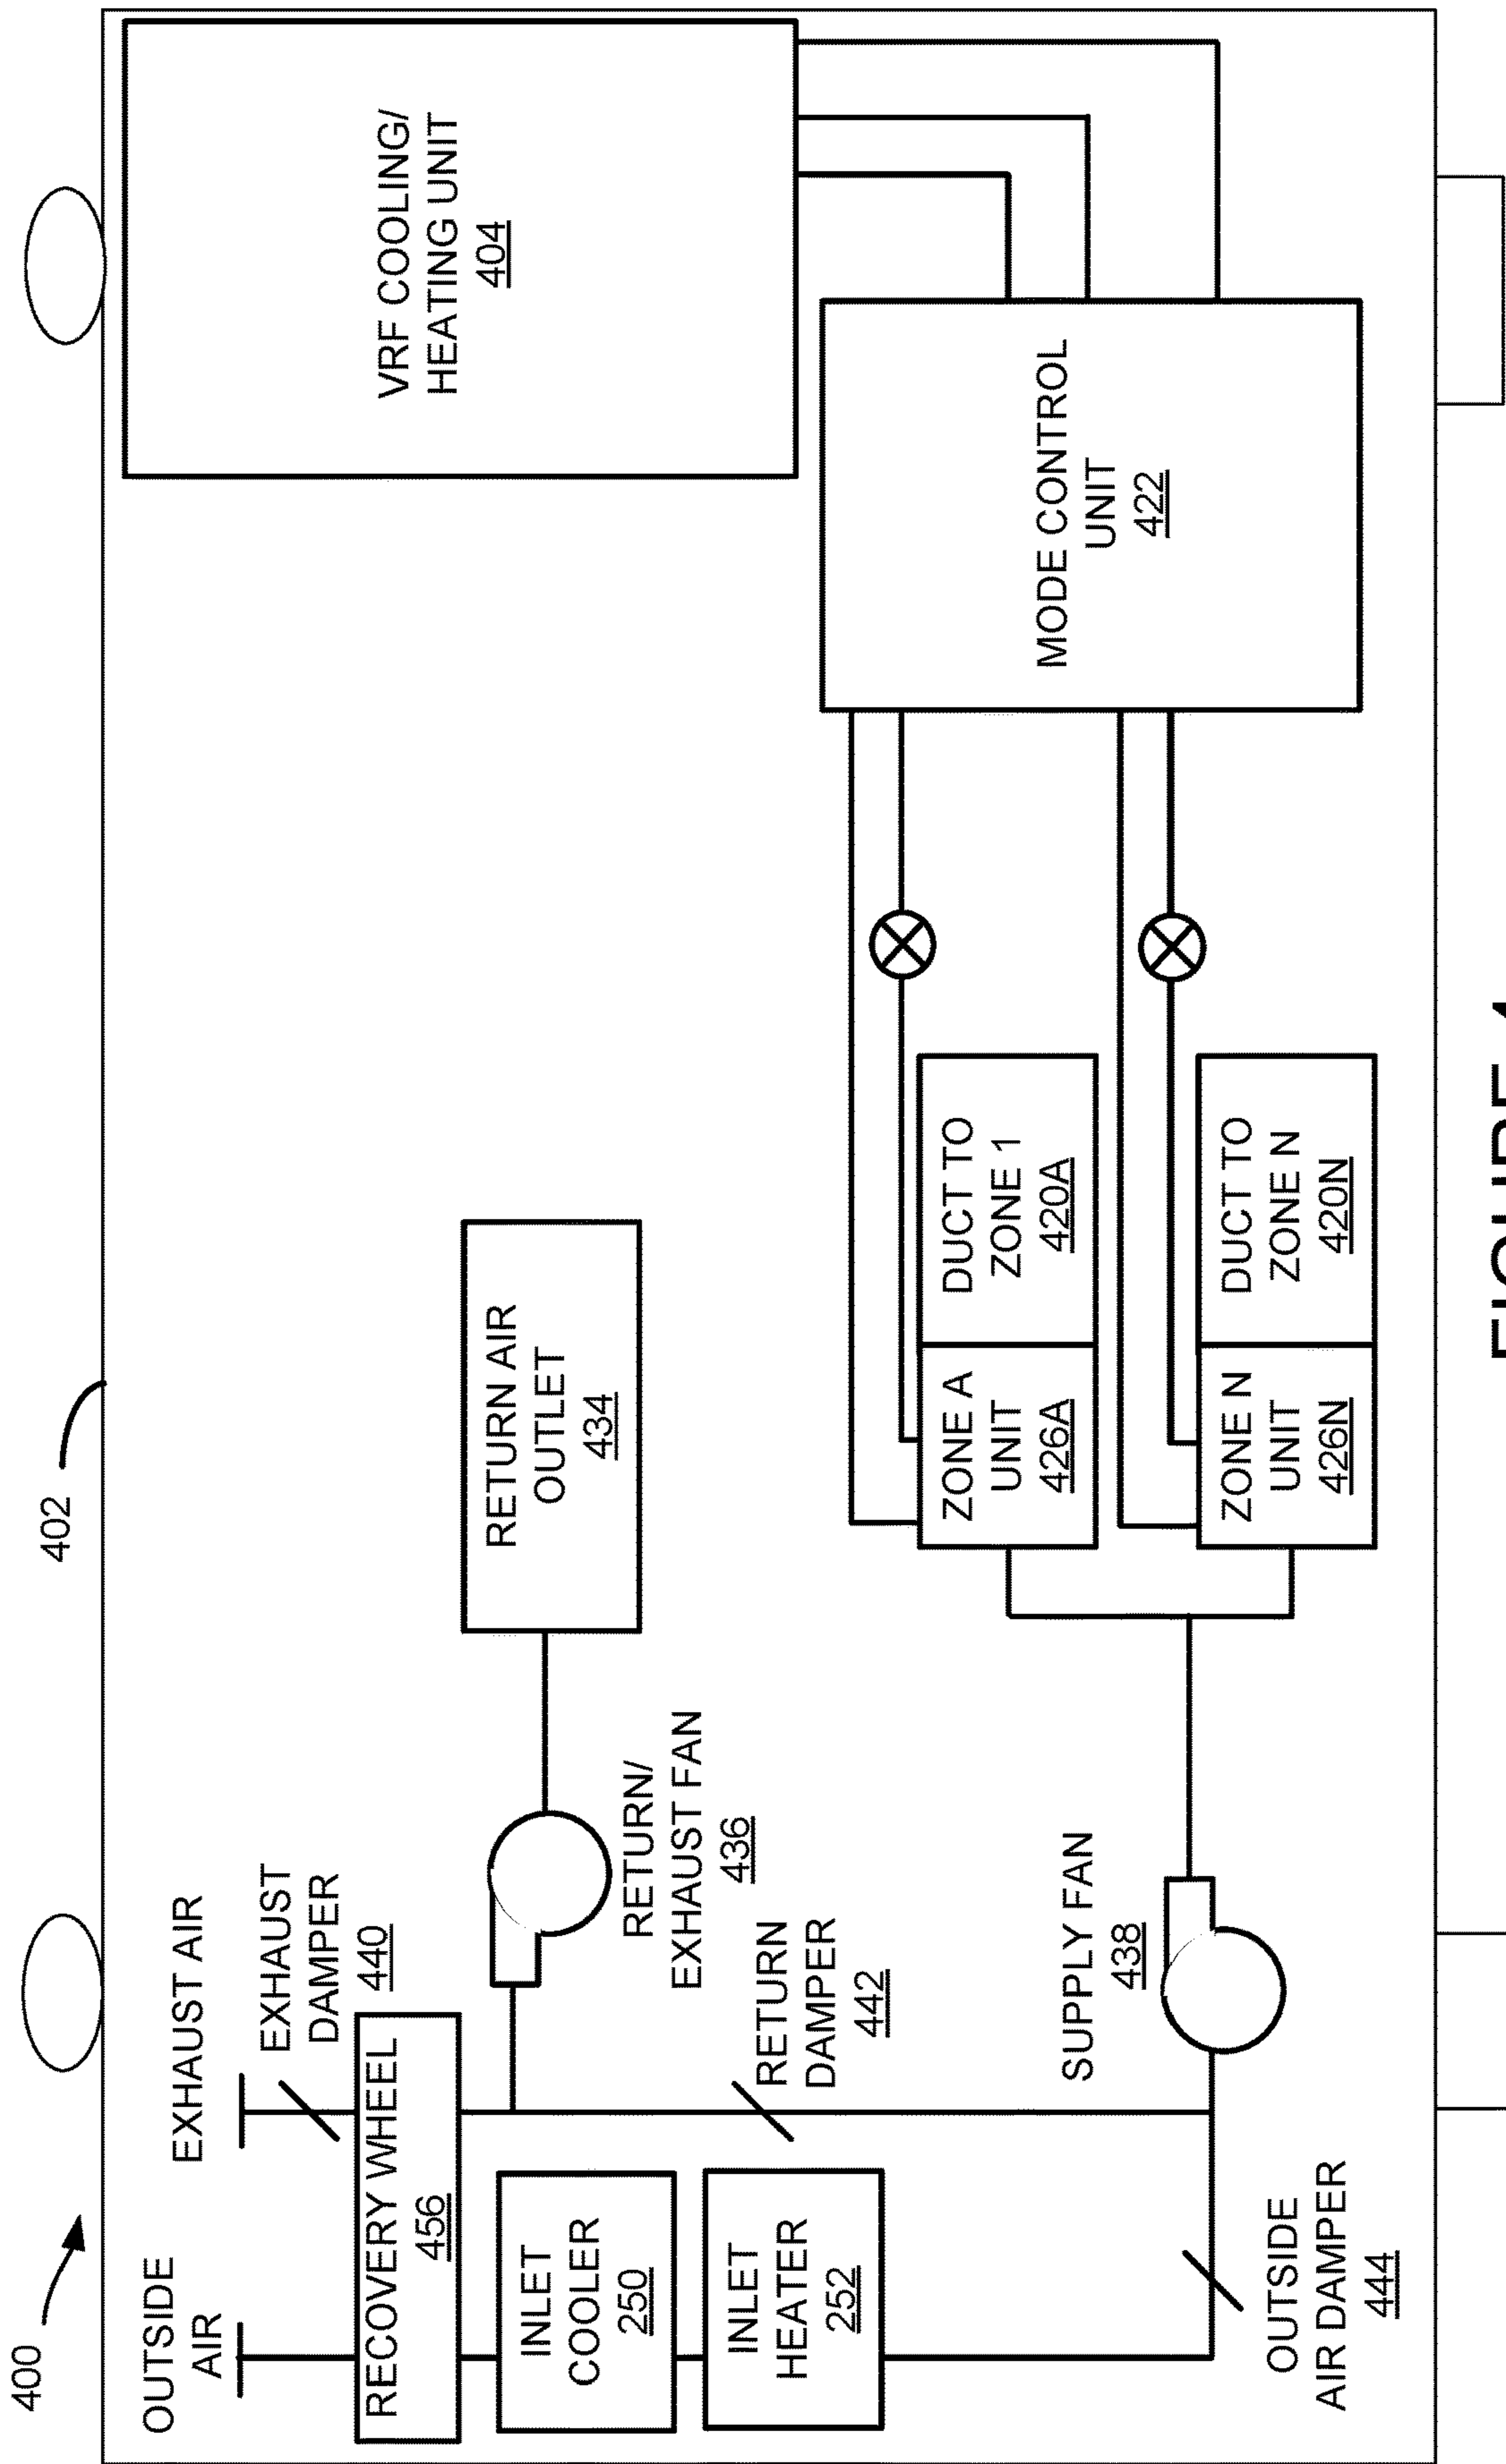 400
402
OUTSIDE
AIR
EXHAUST AIR
EXHAUST
DAMPER
440
RECOVERY WHEEL
456
INLET
COOLER
250
INLET
HEATER
252
RETURN/
EXHAUST FAN
436
RETURN AIR
OUTLET
434
RETURN
DAMPER
442
VRF COOLING/
HEATING UNIT
404
SUPPLY FAN
438
OUTSIDE
AIR DAMPER
444
ZONE A
UNIT
426A
DUCT TO
ZONE 1
420A
ZONE N
UNIT
426N
DUCT TO
ZONE N
420N
MODE CONTROL
UNIT
422
FIGURE 4